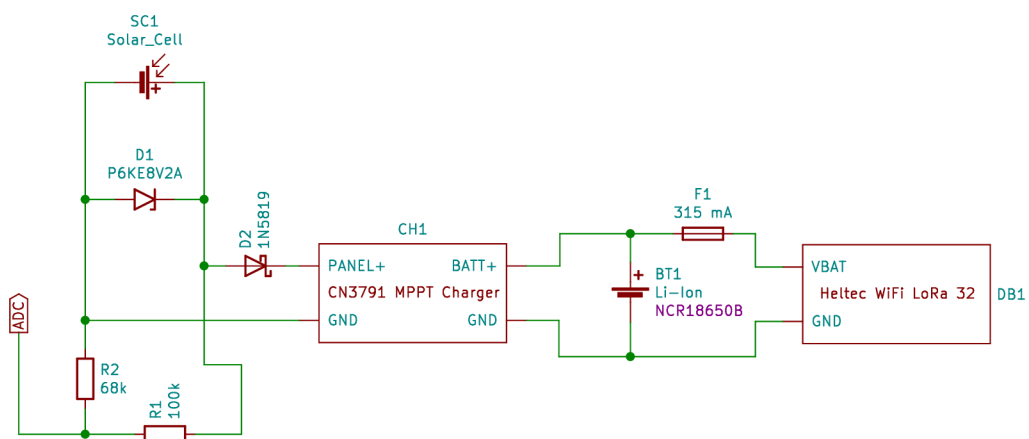 SC1
Solar_Cell
D1
P6KE8V2A
D2
1N5819
CH1
PANEL+
BATT+
CN3791 MPPT Charger
GND
GND
F1
315 mA
+
BT1
Li-Ion
NCR18650B
VBAT
Heltec WiFi LoRa 32
GND
DB1
ADC
R2
68k
R1
100k
+